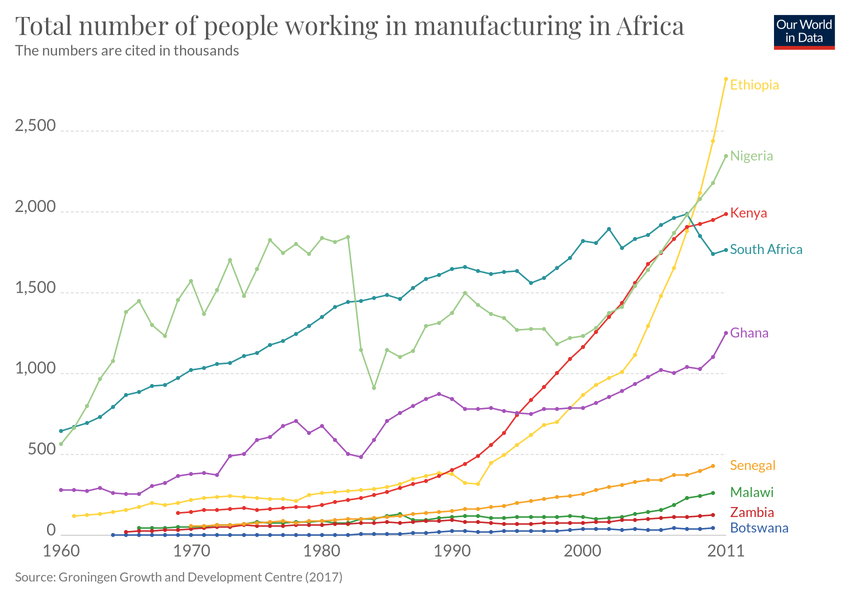 Total number of people working in manufacturing in Africa
The numbers are cited in thousands
Our World
in Data
Ethiopia
2,500
Nigeria
2,000
Kenya
South Africa
1,500
Ghana
1,000
500
Senegal
Malawi
Zambia
Botswana
0
1960 1970 1980 1990 2000 2011
Source: Groningen Growth and Development Centre (2017)